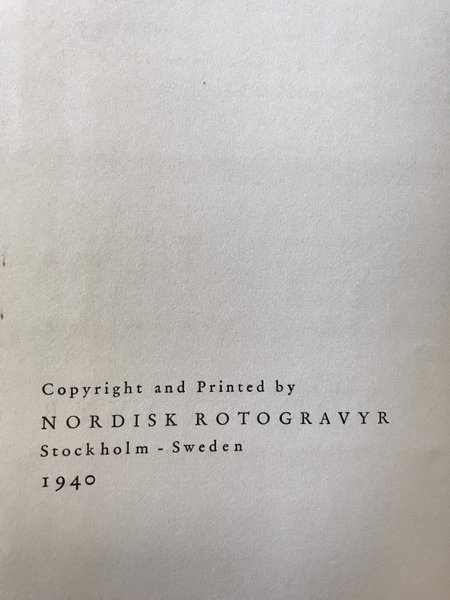 Copyright and Printed by
NORDISK ROTOGRAVYR
Stockholm - Sweden
1940